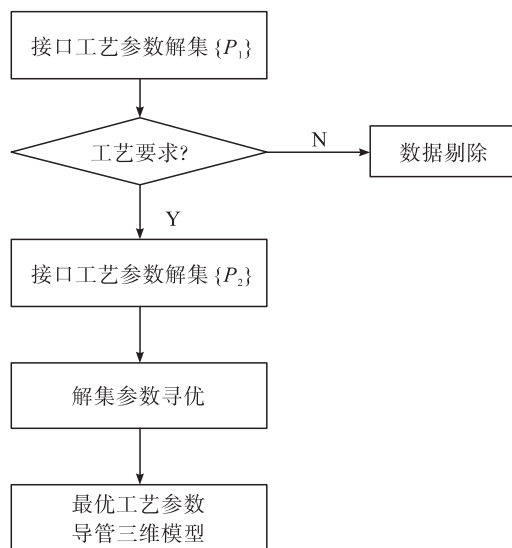 接口工艺参数解集{P₁}
工艺要求?
N
数据剔除
Y
接口工艺参数解集{P₂}
解集参数寻优
最优工艺参数
导管三维模型